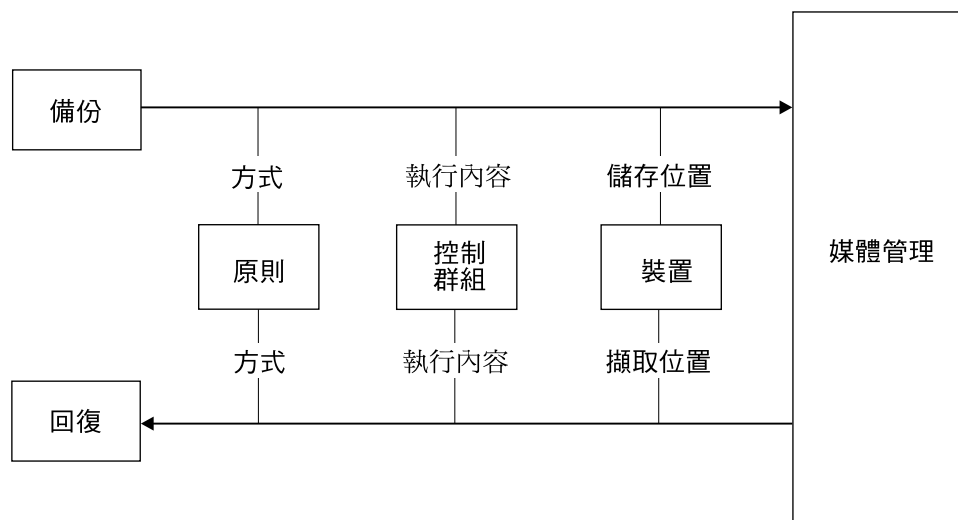 備份
方式
執行內容
儲存位置
原則
控制
群組
裝置
媒體管理
方式
執行內容
擷取位置
回復